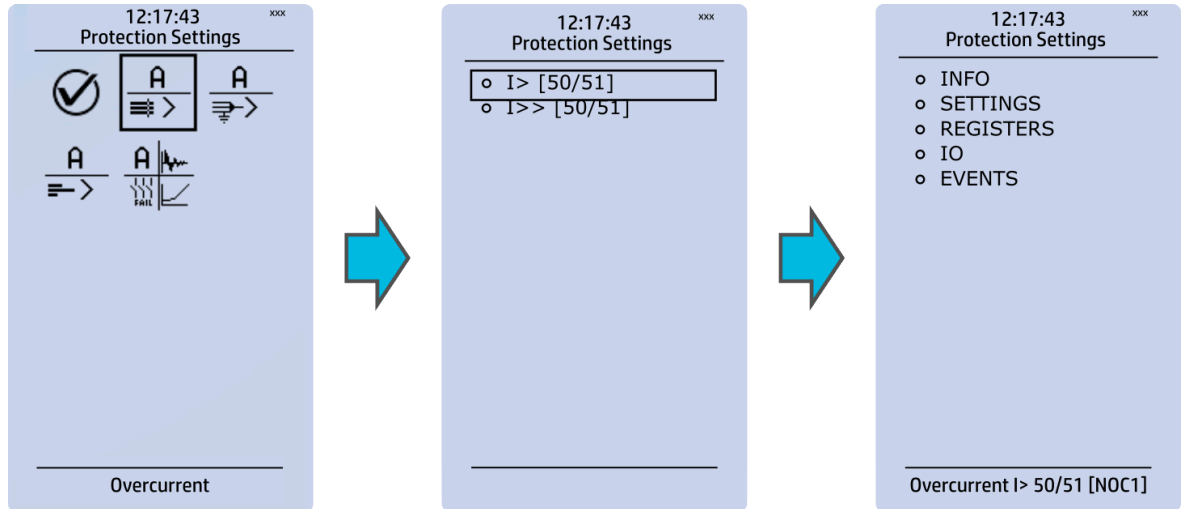 12:17:43 xxx
Protection Settings
A A
A A
FAIL
Overcurrent
12:17:43 xxx
Protection Settings
I> [50/51]
I>> [50/51]
12:17:43 xxx
Protection Settings
INFO
SETTINGS
REGISTERS
IO
EVENTS
Overcurrent I> 50/51 [NOC1]